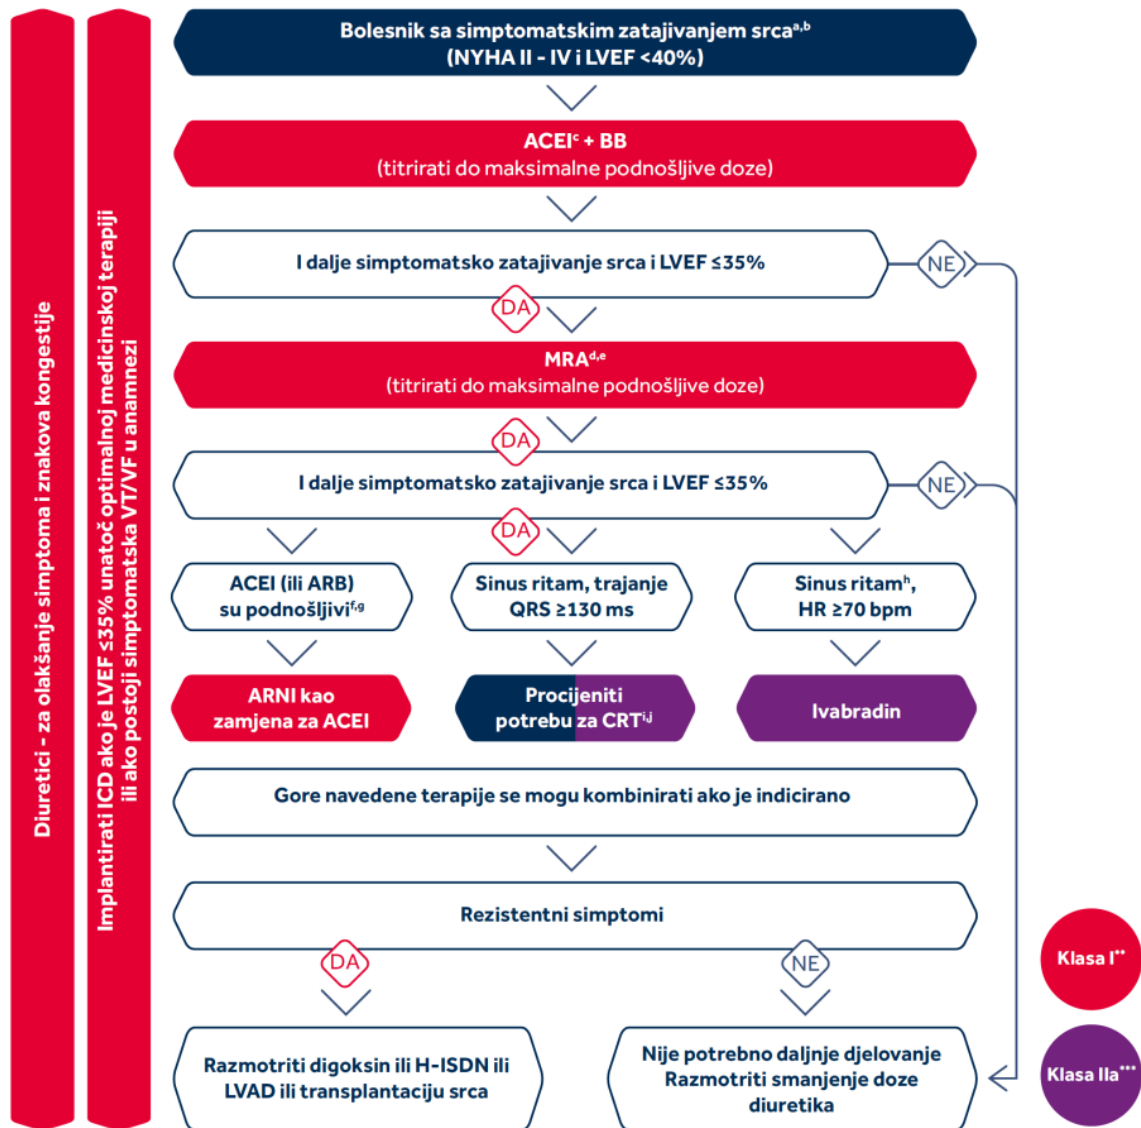 Diuretici - za olakšanje simptoma i znakova kongestije
Implantirati ICD ako je LVEF ≤35% unatoč optimalnoj medicinskoj terapiji
ili ako postoji simptomatska VT/VF u anamnezi
Bolesnik sa simptomatskim zatajivanjem srcaᵃ,ᵇ
(NYHA II - IV i LVEF <40%)
ACEIᶜ + BB
(titrirati do maksimalne podnošljive doze)
I dalje simptomatsko zatajivanje srca i LVEF ≤35%
NE
DA
MRAᵈ,ᵉ
(titrirati do maksimalne podnošljive doze)
DA
I dalje simptomatsko zatajivanje srca i LVEF ≤35%
NE
DA
ACEI (ili ARB)
su podnošljiviᶠ,ᵍ
Sinus ritam, trajanje
QRS ≥130 ms
Sinus ritamʰ,
HR ≥70 bpm
ARNI kao
zamjena za ACEI
Procijeniti
potrebu za CRTⁱ,ʲ
Ivabradin
Gore navedene terapije se mogu kombinirati ako je indicirano
Rezistentni simptomi
DA
NE
Razmotriti digoksin ili H-ISDN ili
LVAD ili transplantaciju srca
Nije potrebno daljnje djelovanje
Razmotriti smanjenje doze
diuretika
Klasa I**
Klasa IIa***